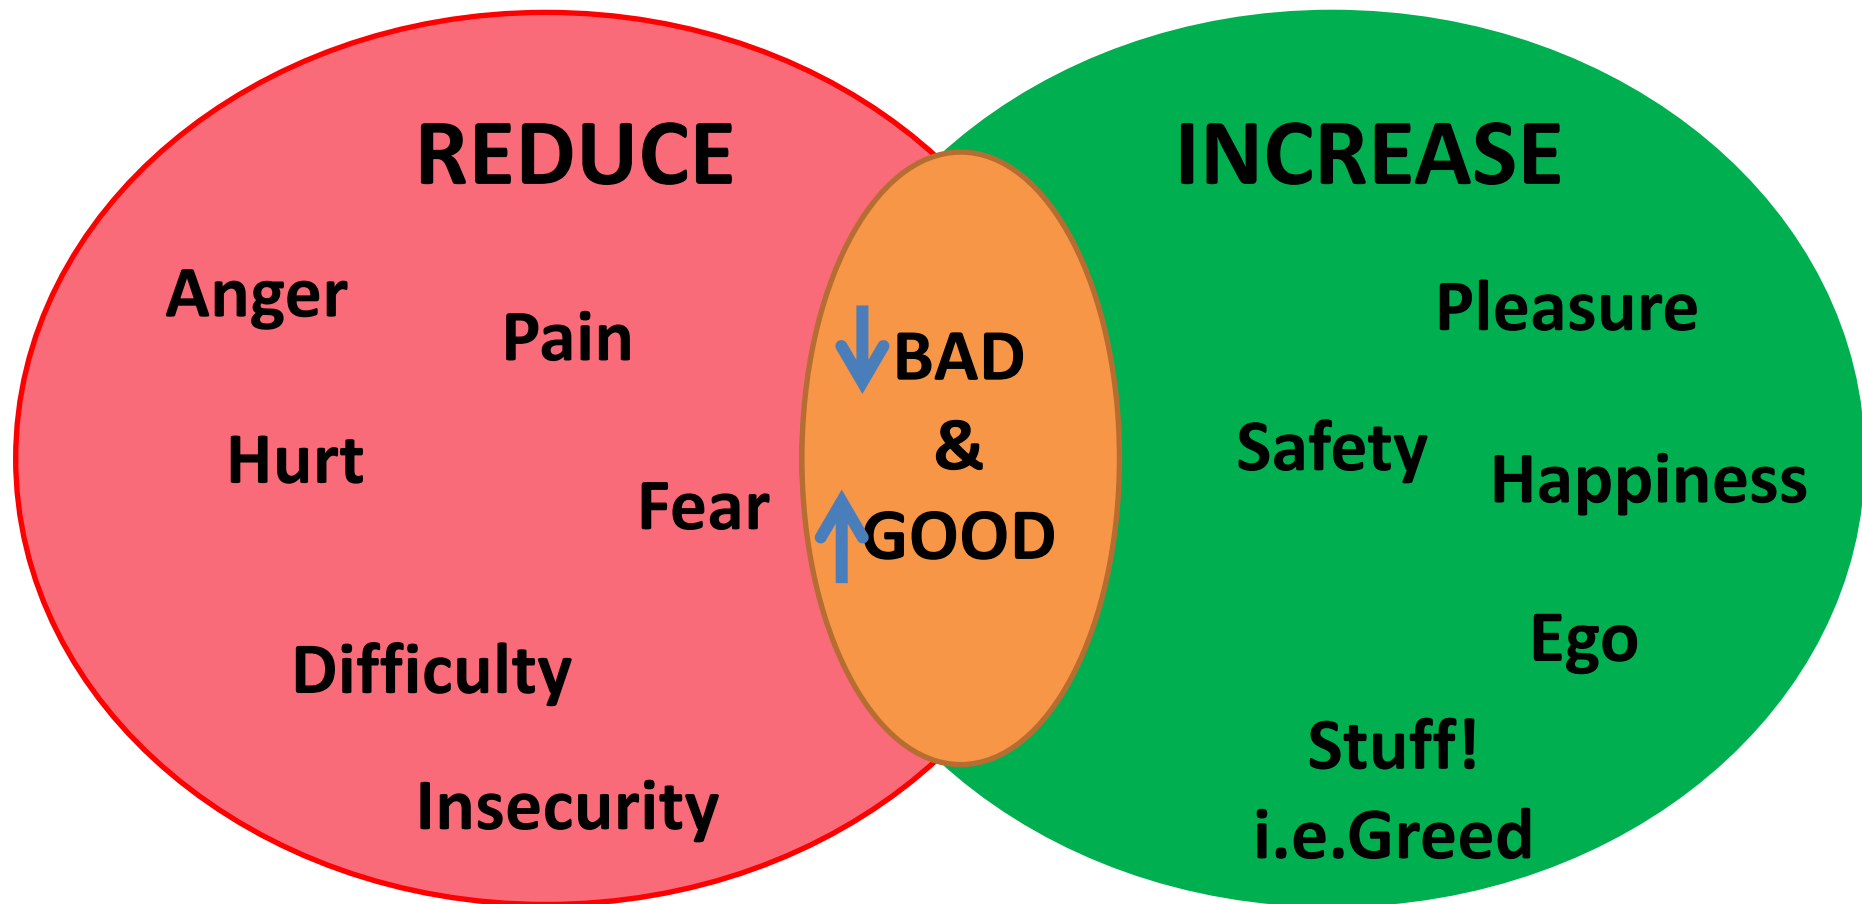 REDUCE
Anger
Pain
Hurt
Fear
Difficulty
Insecurity
BAD
&
GOOD
INCREASE
Pleasure
Safety
Happiness
Ego
Stuff!
i.e.Greed